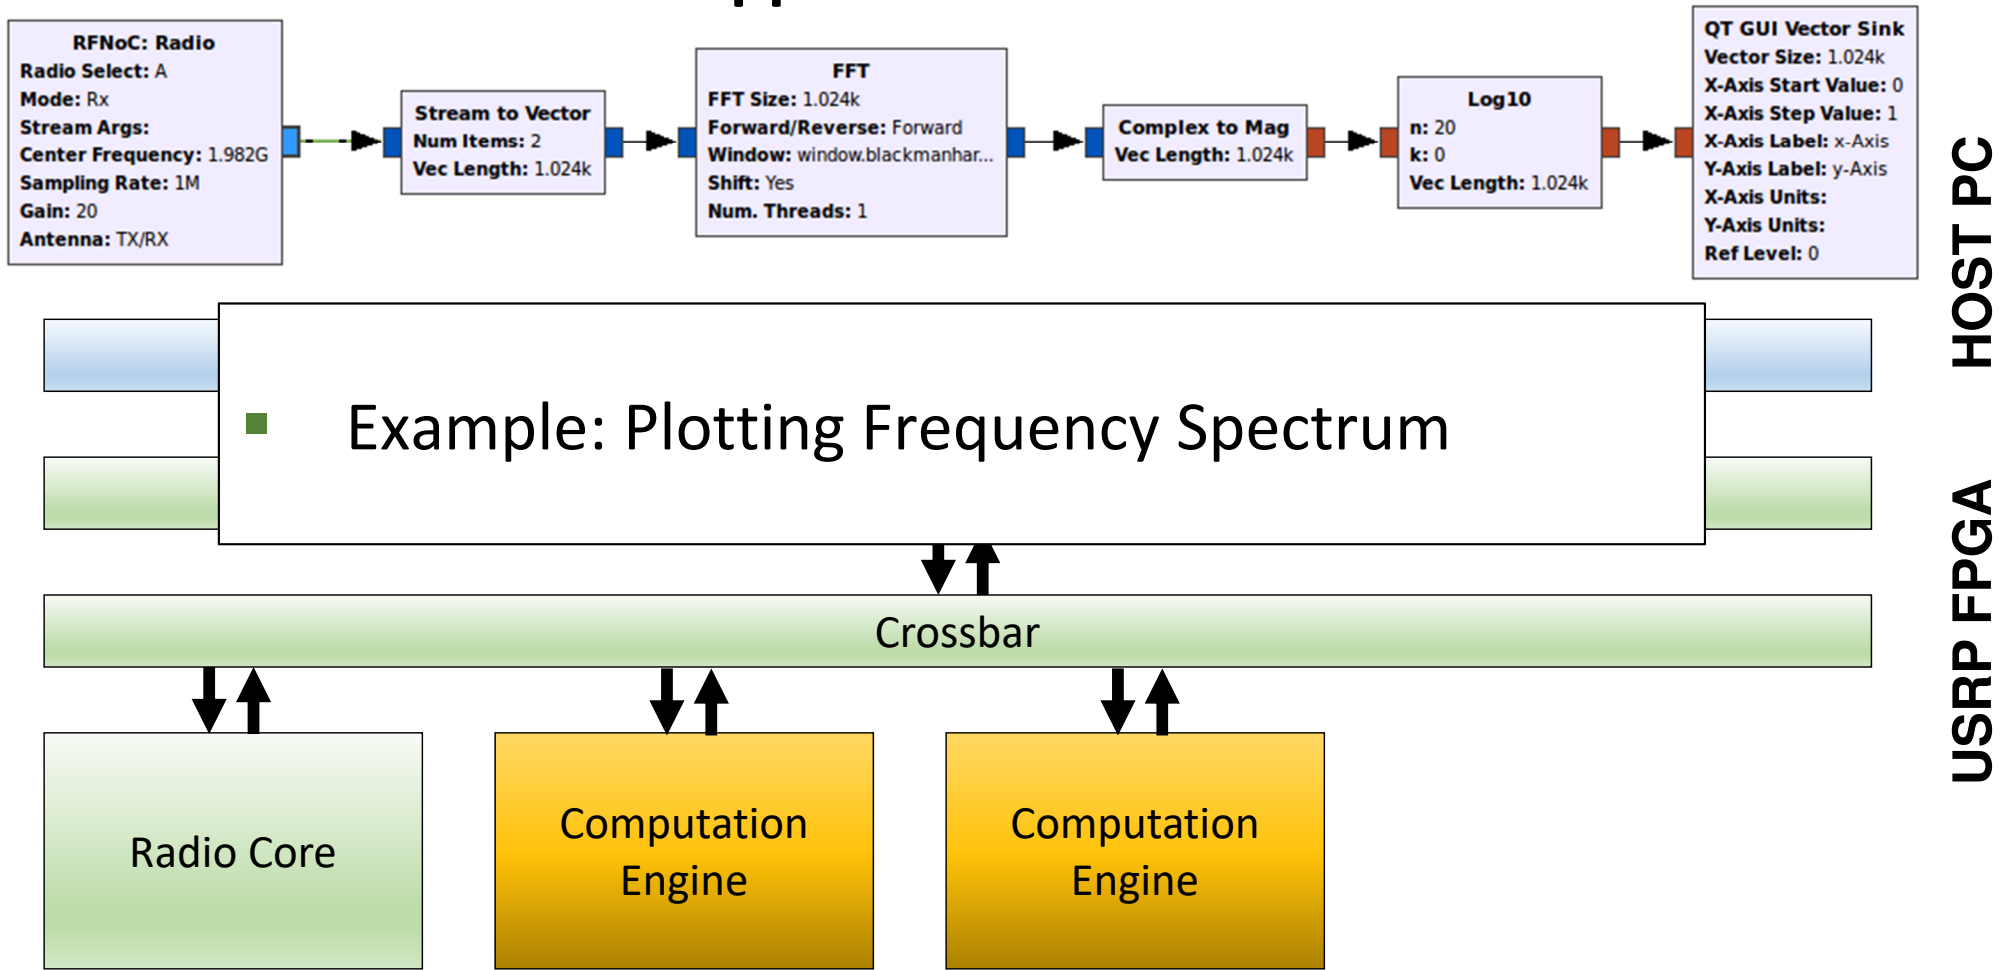 RFNoC: Radio
Radio Select: A
Mode: Rx
Stream Args:
Center Frequency: 1.982G
Sampling Rate: 1M
Gain: 20
Antenna: TX/RX
Stream to Vector
Num Items: 2
Vec Length: 1.024k
FFT
FFT Size: 1.024k
Forward/Reverse: Forward
Window: window.blackmanhar...
Shift: Yes
Num. Threads: 1
Complex to Mag
Vec Length: 1.024k
Log10
n: 20
k: 0
Vec Length: 1.024k
QT GUI Vector Sink
Vector Size: 1.024k
X-Axis Start Value: 0
X-Axis Step Value: 1
X-Axis Label: x-Axis
Y-Axis Label: y-Axis
X-Axis Units:
Y-Axis Units:
Ref Level: 0
HOST PC
Example: Plotting Frequency Spectrum
USRP FPGA
Crossbar
Radio Core
Computation
Engine
Computation
Engine